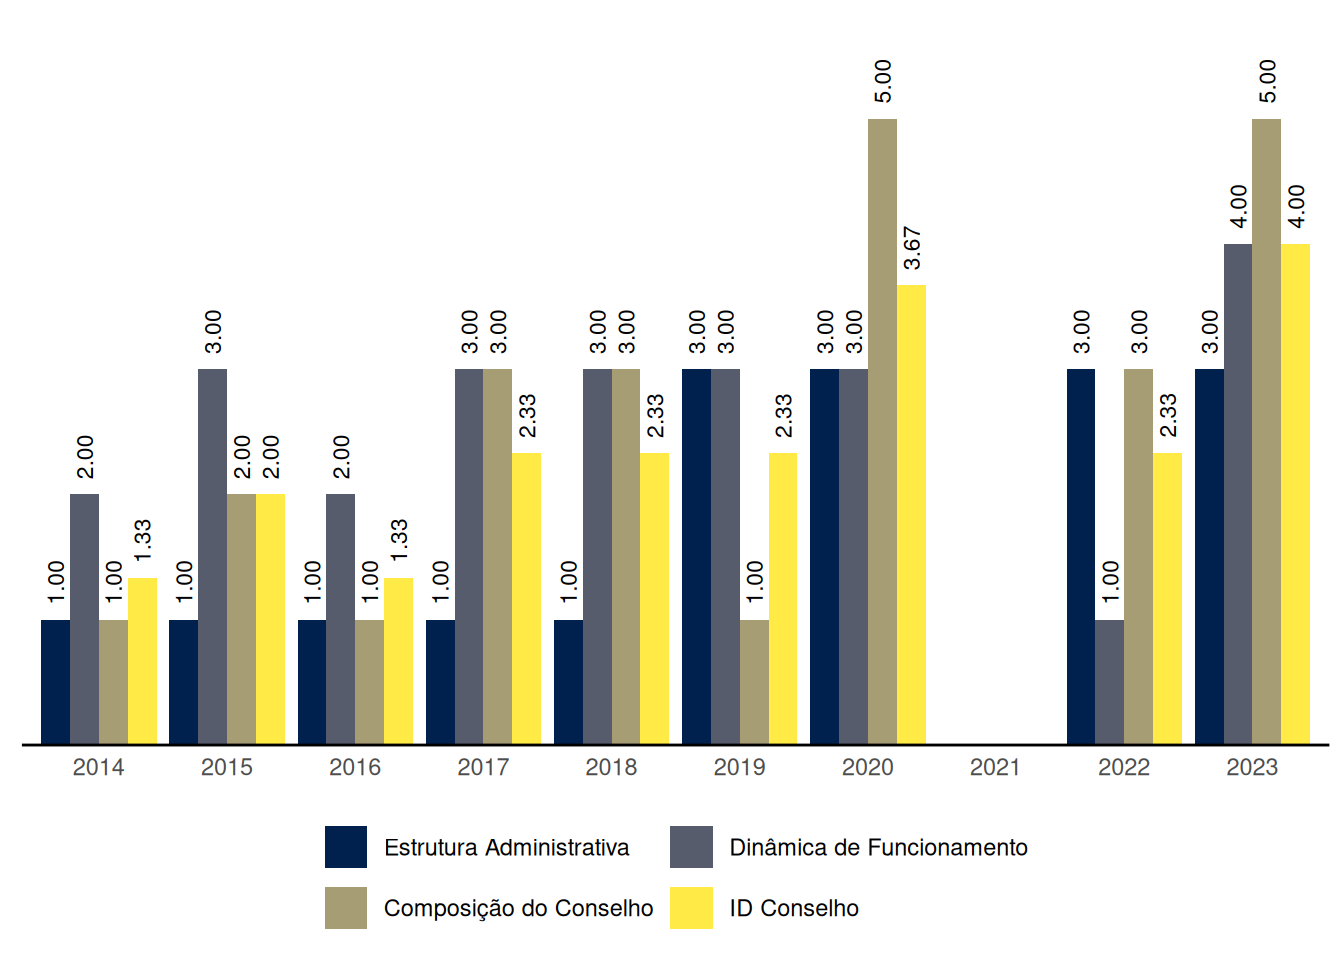 5.00 5.00
4.00 4.00
3.67
3.00 3.00 3.00 3.00 3.00 3.00 3.00 3.00 3.00 3.00 3.00 3.00
2.33 2.33 2.33 2.33
2.00 2.00 2.00 2.00
1.33 1.33
1.00 1.00 1.00 1.00 1.00 1.00 1.00 1.00 1.00
2014 2015 2016 2017 2018 2019 2020 2021 2022 2023
Estrutura Administrativa Dinâmica de Funcionamento
Composição do Conselho ID Conselho